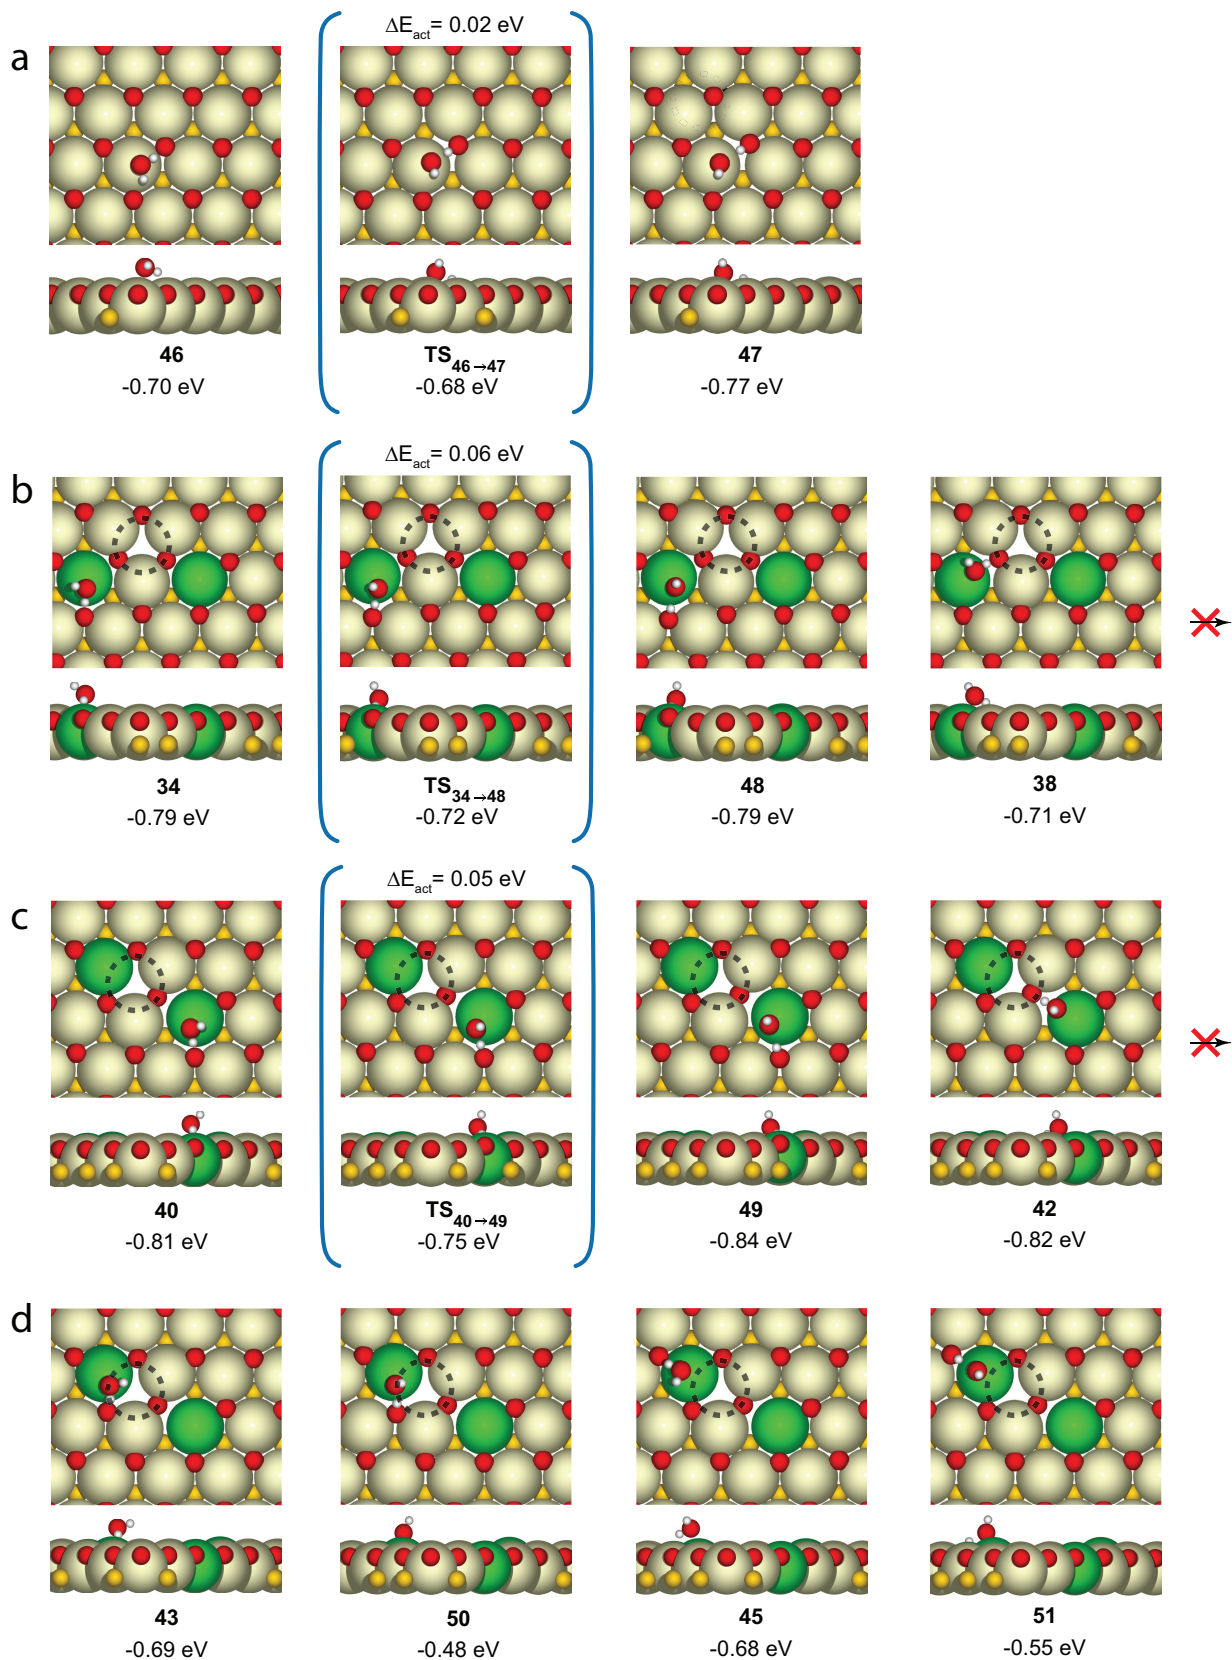 a
ΔEact= 0.02 eV
46
TS46→47
47
-0.70 eV
-0.68 eV
-0.77 eV
b
ΔEact= 0.06 eV
34
TS34→48
48
38
-0.79 eV
-0.72 eV
-0.79 eV
-0.71 eV
c
ΔEact= 0.05 eV
40
TS40→49
49
42
-0.81 eV
-0.75 eV
-0.84 eV
-0.82 eV
d
43
50
45
51
-0.69 eV
-0.48 eV
-0.68 eV
-0.55 eV